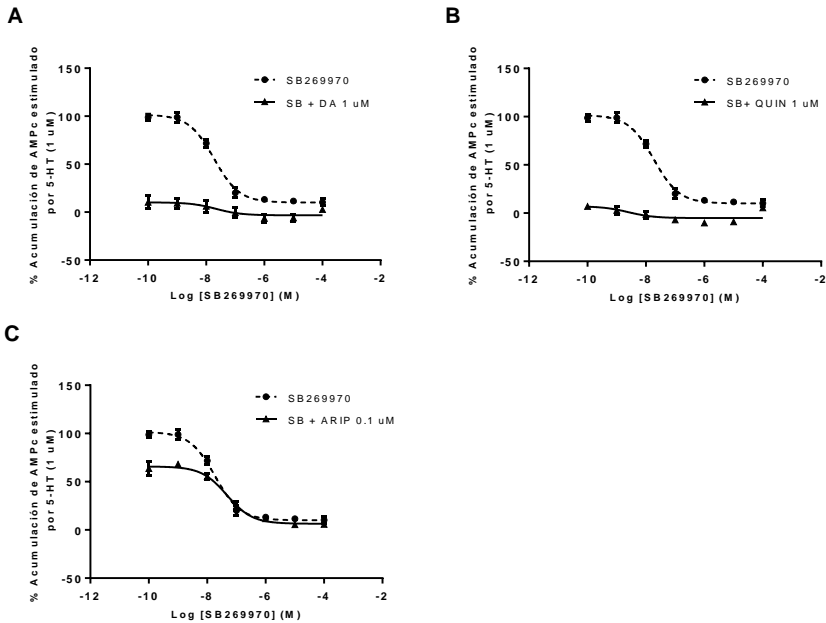 A
% Acumulación de AMPc estimulado
por 5-HT (1 uM)
150
100
50
0
-50
-12
-10
-8
-6
-4
-2
Log [SB269970] (M)
SB269970
SB + DA 1 uM
B
% Acumulación de AMPc estimulado
por 5-HT (1 uM)
150
100
50
0
-50
-12
-10
-8
-6
-4
-2
Log [SB269970] (M)
SB269970
SB+ QUIN 1 uM
C
% Acumulación de AMPc estimulado
por 5-HT (1 uM)
150
100
50
0
-50
-12
-10
-8
-6
-4
-2
Log [SB269970] (M)
SB269970
SB + ARIP 0.1 uM